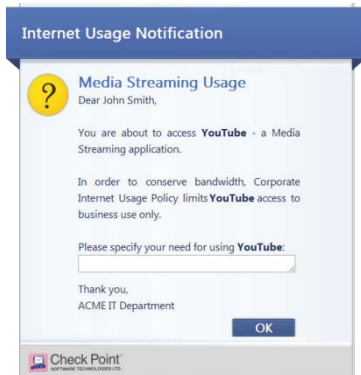 Internet Usage Notification
?
Media Streaming Usage
Dear John Smith,
You are about to access YouTube - a Media
Streaming application.
In order to conserve bandwidth, Corporate
Internet Usage Policy limits YouTube access to
business use only.
Please specify your need for using YouTube:
Thank you,
ACME IT Department
OK
Check Point
SOFTWARE TECHNOLOGIES LTD.